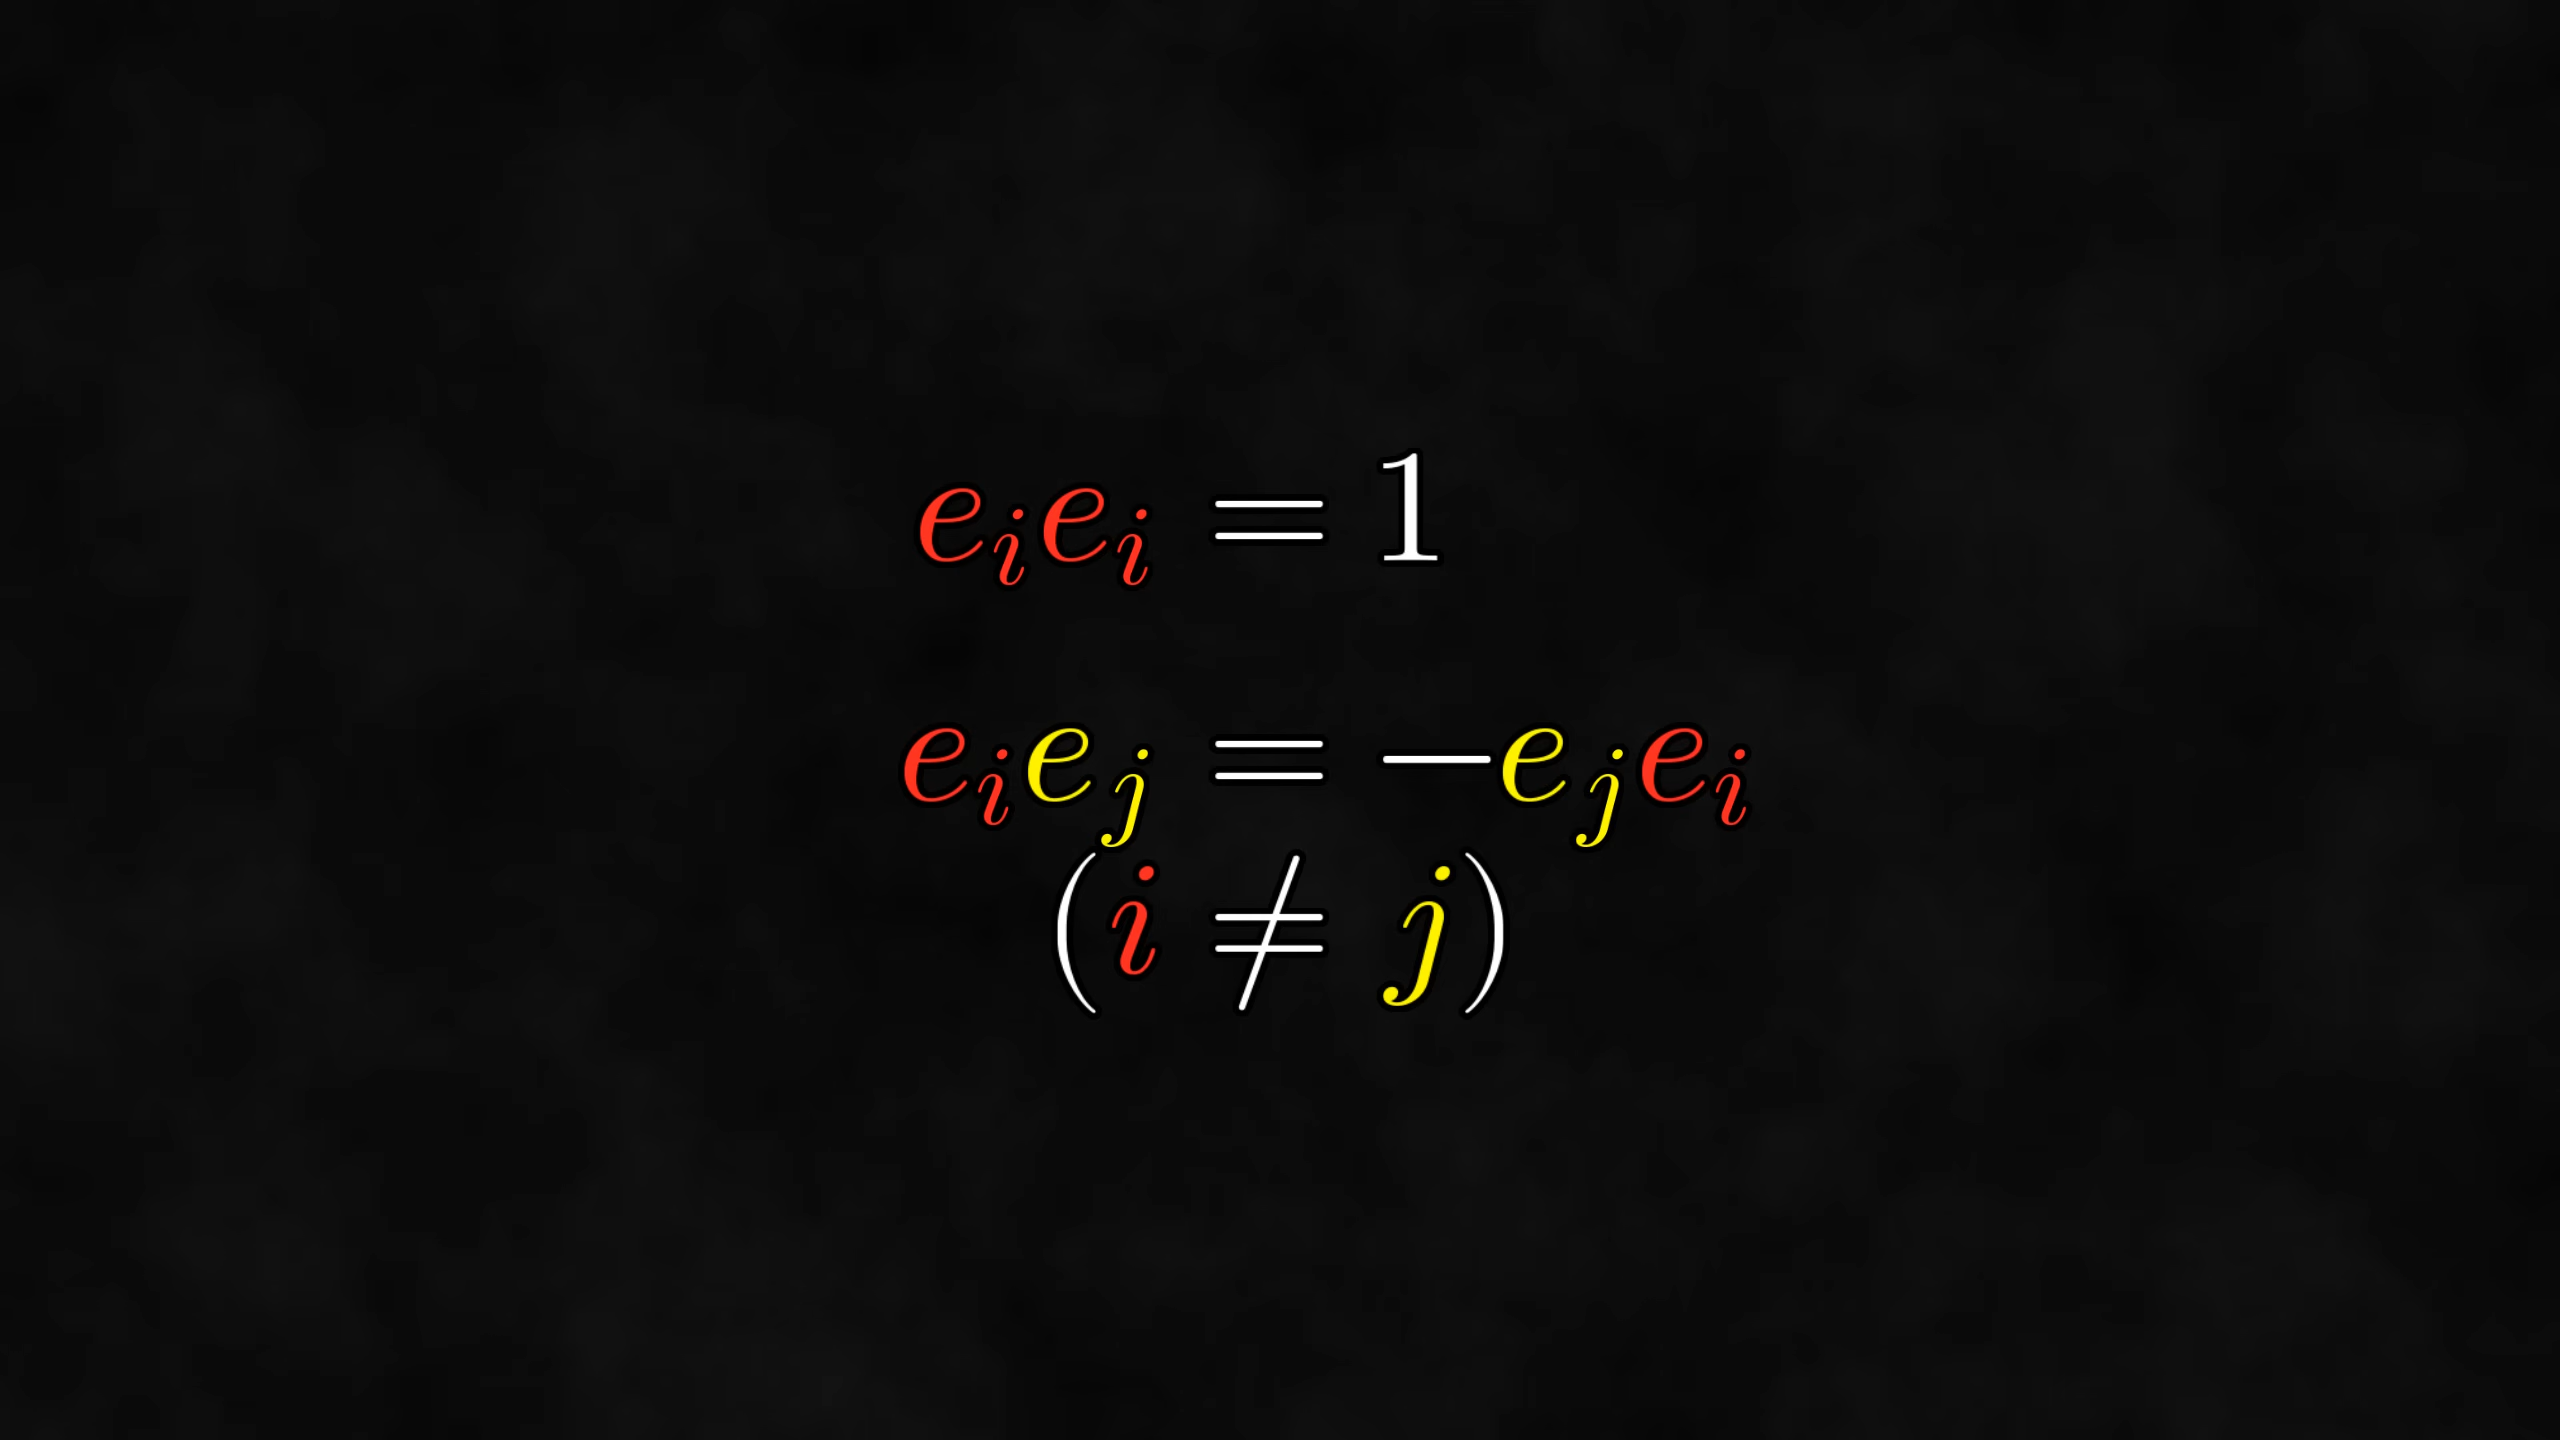 eᵢeᵢ = 1
eᵢeⱼ = −eⱼeᵢ
(i ≠ j)